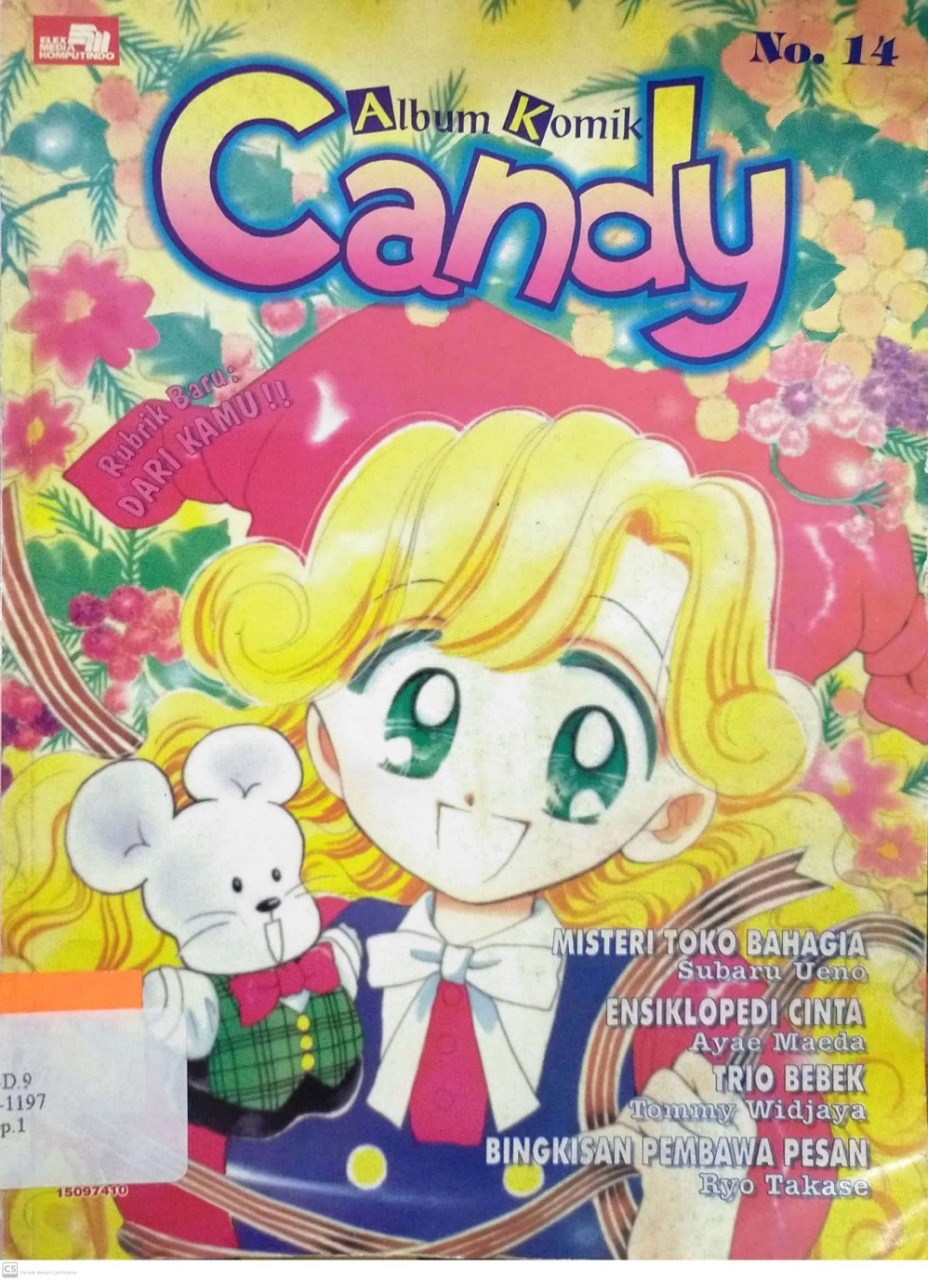 ELEX
MEDIA
KOMPUTINDO
No. 14
Album Komik
Candy
Rubrik Baru:
DARI KAMU !!
MISTERI TOKO BAHAGIA
Subaru Ueno
ENSIKLOPEDI CINTA
Ayae Maeda
TRIO BEBEK
Tommy Widjaya
BINGKISAN PEMBAWA PESAN
Ryo Takase
-D.9
-1197
p.1
15097410
CS